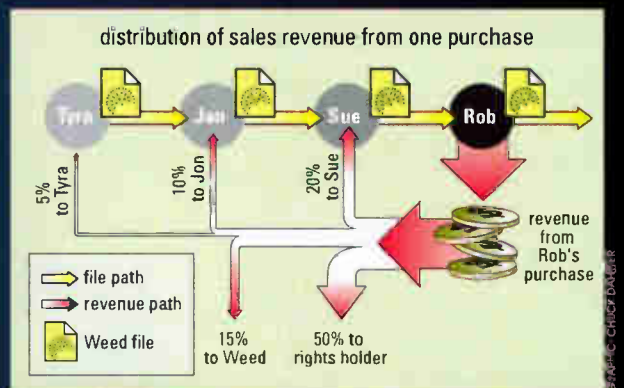 distribution of sales revenue from one purchase
Tyra
Jon
Sue
Rob
5%
to Tyra
10%
to Jon
20%
to Sue
revenue
from
Rob's
purchase
file path
revenue path
Weed file
15%
to Weed
50% to
rights holder
CHUCK